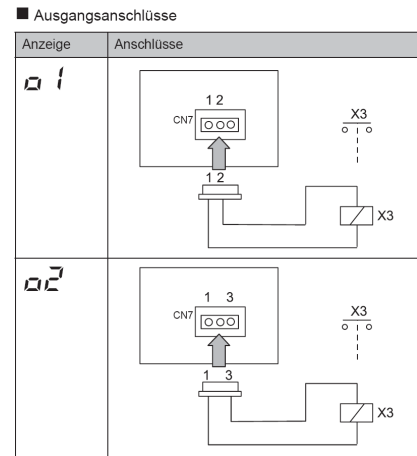 ■ Ausgangsanschlüsse
Anzeige Anschlüsse
o1
1 2
CN7
X3
1 2
X3
o2
1 3
CN7
X3
1 3
X3